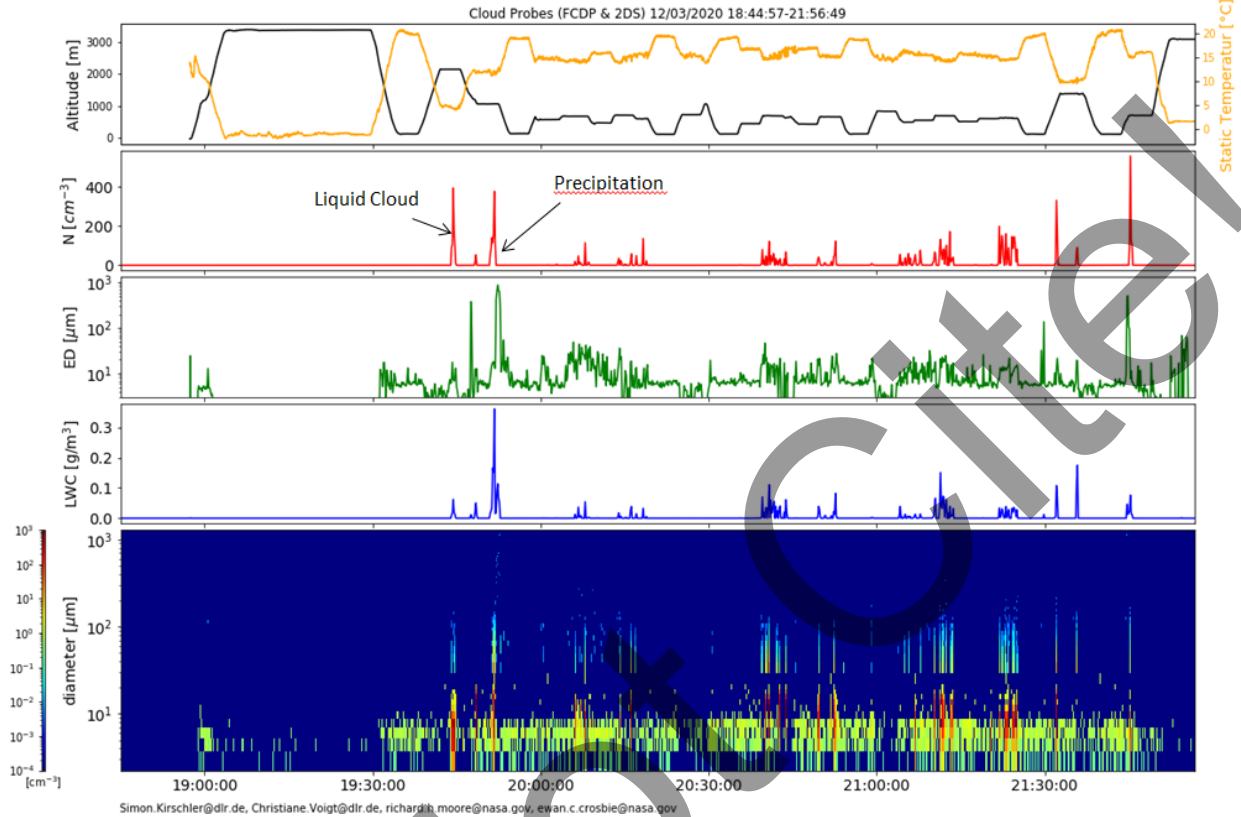 Cloud Probes (FCDP & 2DS) 12/03/2020 18:44:57-21:56:49
Altitude [m]
3000
2000
1000
0
20
15
10
5
0
Static Temperatur [°C]
N [cm⁻³]
400
200
0
Liquid Cloud
Precipitation
ED [μm]
10³
10²
10¹
LWC [g/m³]
0.3
0.2
0.1
0.0
10³
10²
10¹
10⁰
10⁻¹
10⁻²
10⁻³
10⁻⁴
[cm⁻³]
diameter [μm]
10³
10²
10¹
19:00:00 19:30:00 20:00:00 20:30:00 21:00:00 21:30:00
Simon.Kirschler@dlr.de, Christiane.Voigt@dlr.de, richard.h.moore@nasa.gov, ewan.c.crosbie@nasa.gov
Cite!